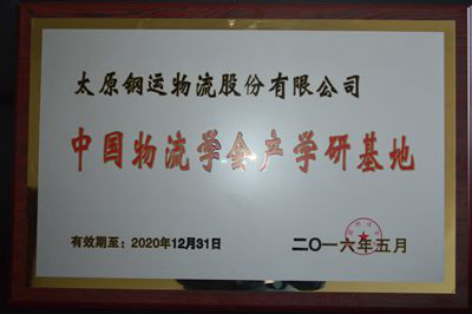 太原钢运物流股份有限公司
中国物流学会产学研基地
有效期至：2020年12月31日
二〇一六年五月